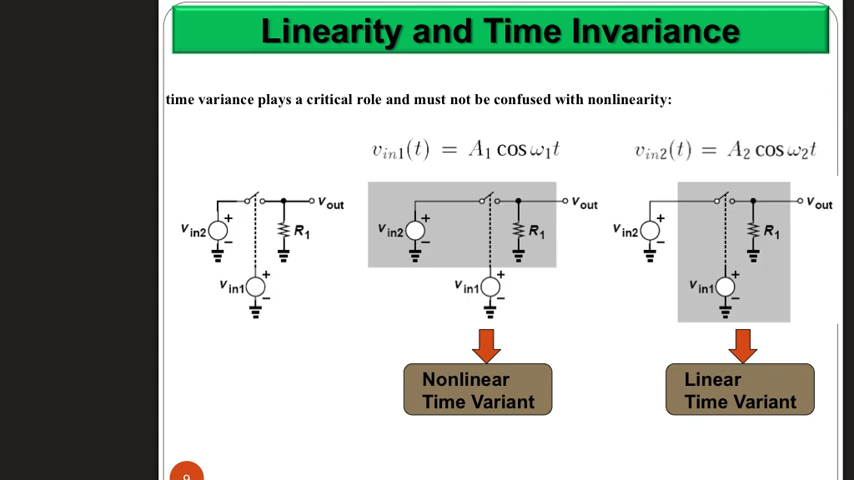 Linearity and Time Invariance
time variance plays a critical role and must not be confused with nonlinearity:
v_in1(t) = A_1 cos ω_1t
v_in2(t) = A_2 cos ω_2t
V_out
V_in2
+
−
R_1
V_in1
+
−
V_out
V_in2
+
−
R_1
V_in1
+
−
V_out
V_in2
+
−
R_1
V_in1
+
−
Nonlinear
Time Variant
Linear
Time Variant